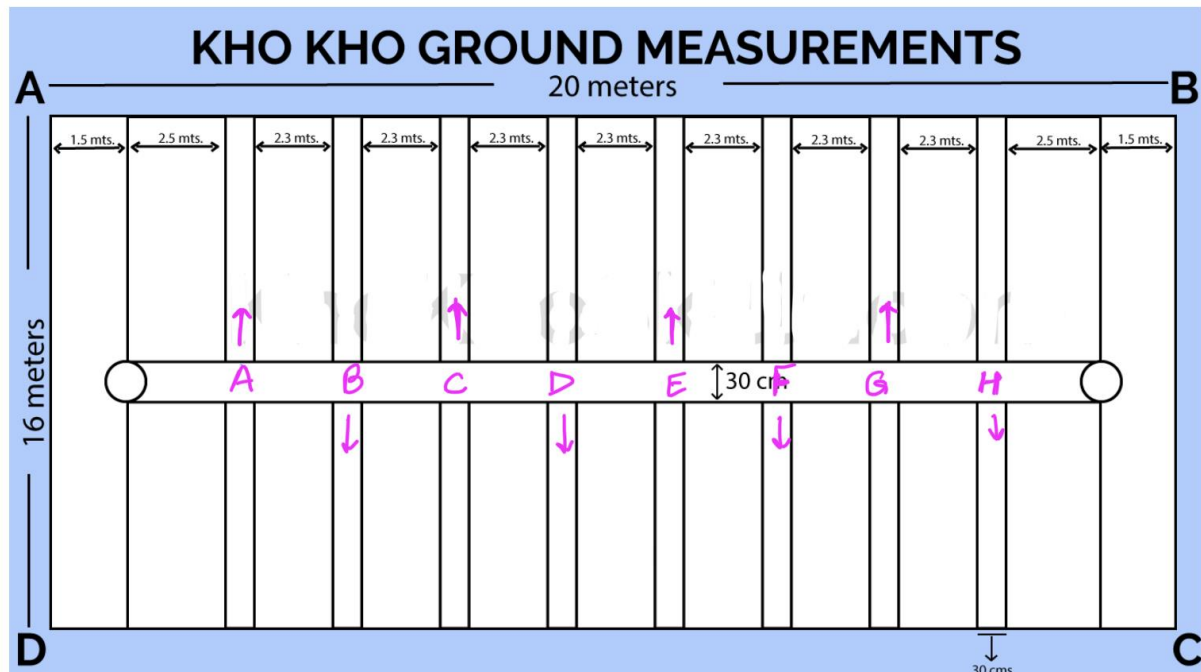 KHO KHO GROUND MEASUREMENTS
A 20 meters B
1.5 mts. 2.5 mts. 2.3 mts. 2.3 mts. 2.3 mts. 2.3 mts. 2.3 mts. 2.3 mts. 2.3 mts. 2.5 mts. 1.5 mts.
16 meters
A B C D E 30 cm F G H
D C
30 cms